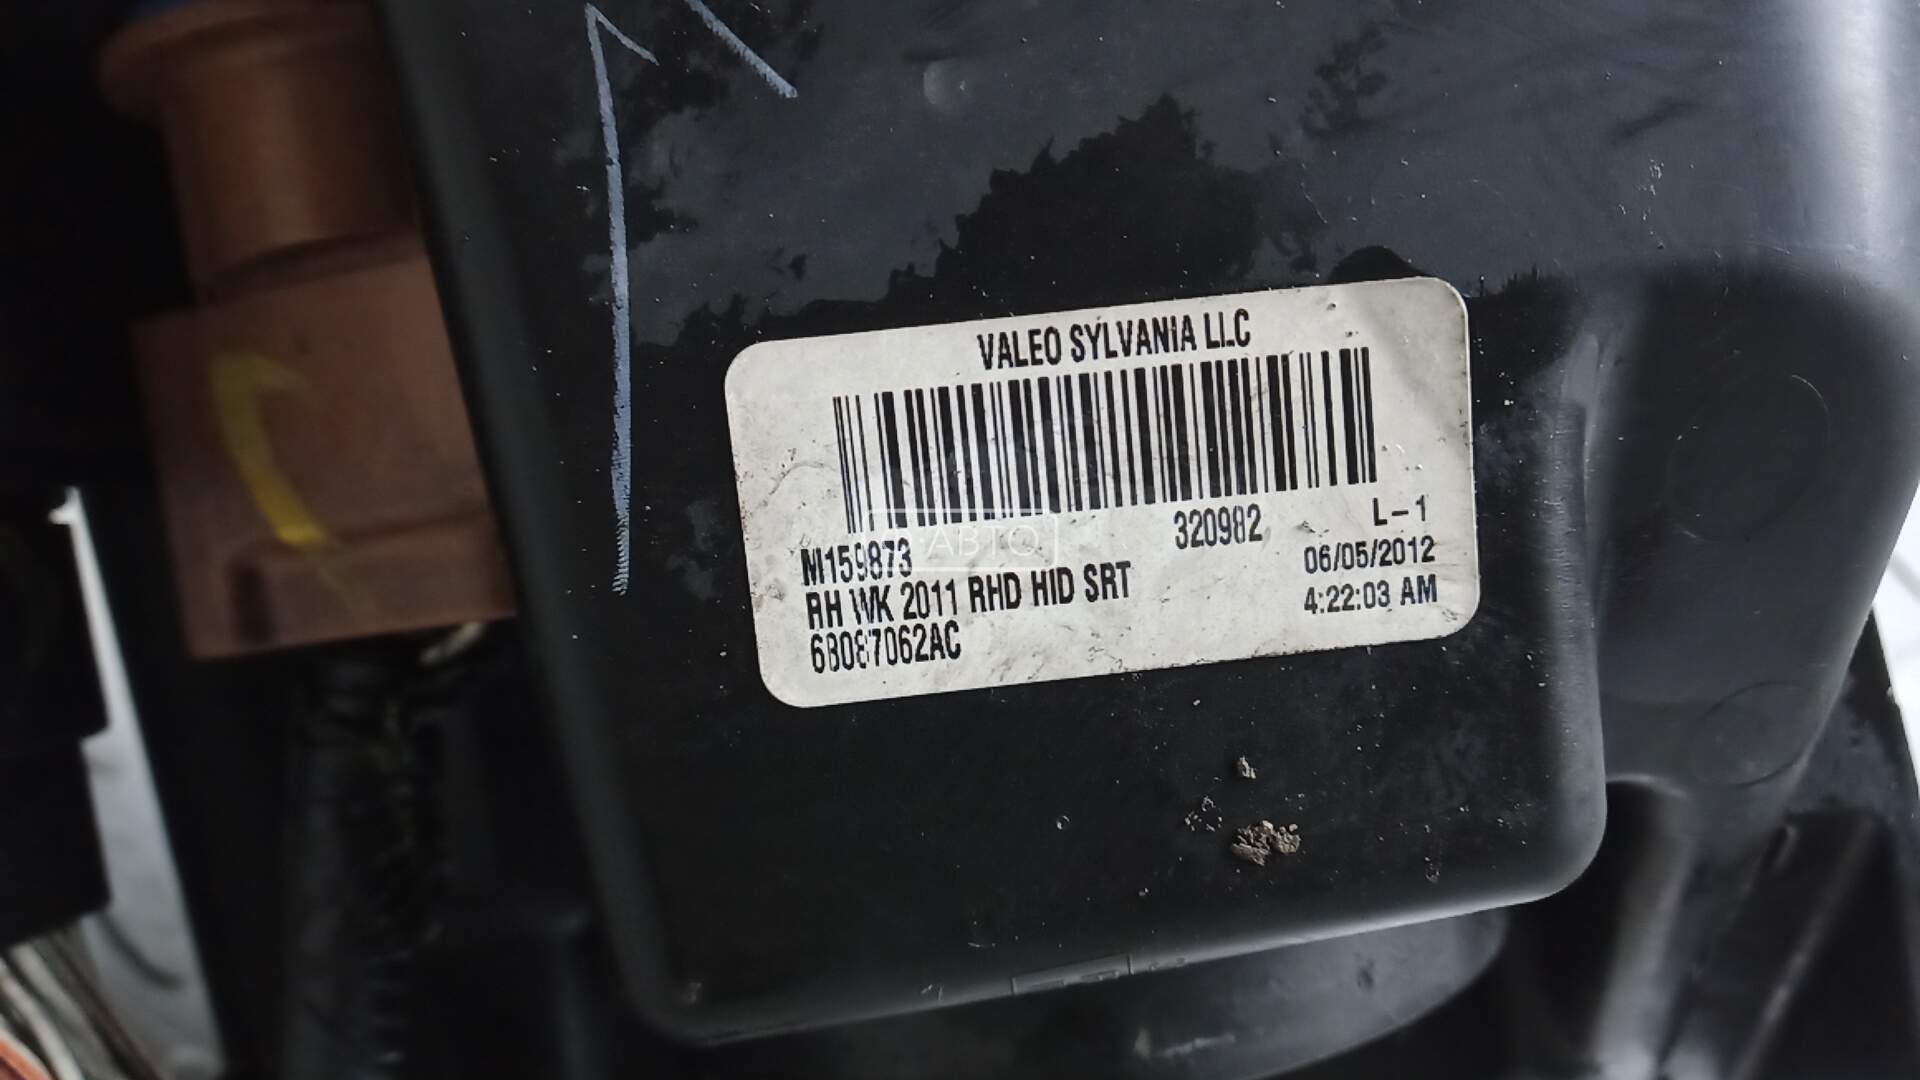 VALEO SYLVANIA LLC
L-1
M159873 320982
RH WK 2011 RHD HID SRT 06/05/2012
68087062AC 4:22:03 AM
АВТО